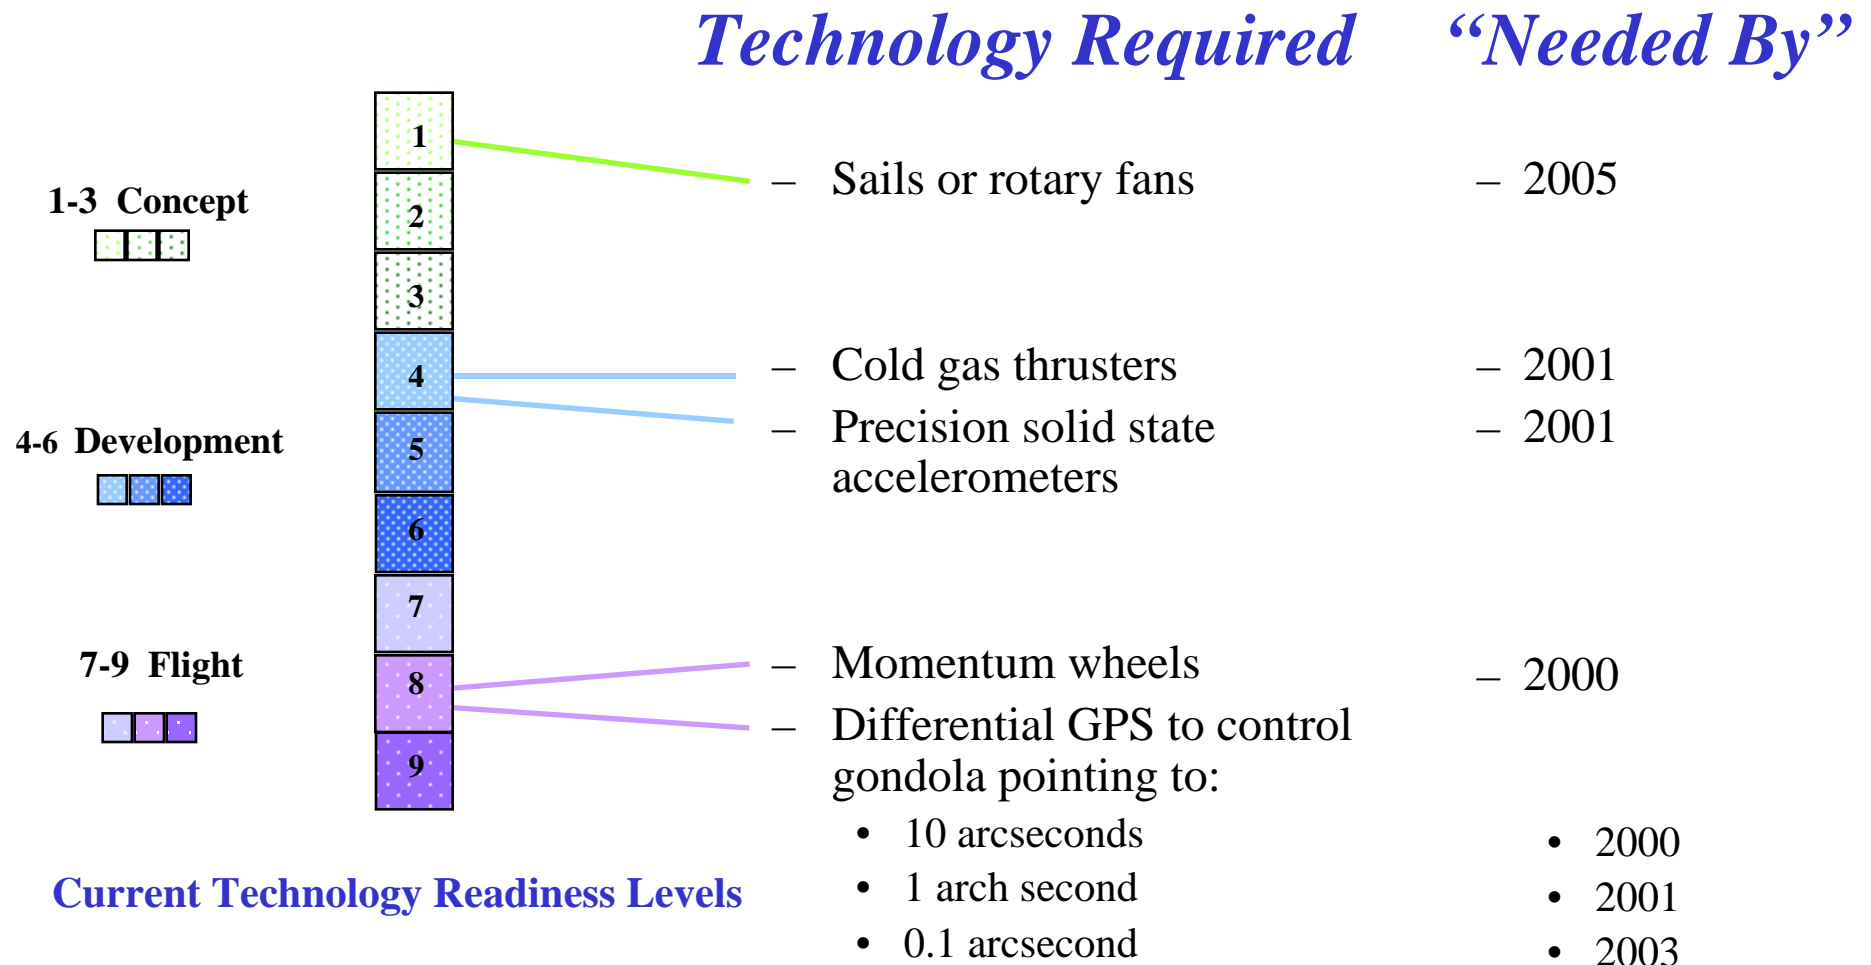 Technology Required “Needed By”
1
– Sails or rotary fans – 2005
1-3 Concept
2
3
4
– Cold gas thrusters – 2001
– Precision solid state – 2001
accelerometers
4-6 Development
5
6
7
7-9 Flight
– Momentum wheels – 2000
8
– Differential GPS to control
gondola pointing to:
9
• 10 arcseconds • 2000
• 1 arch second • 2001
Current Technology Readiness Levels
• 0.1 arcsecond • 2003